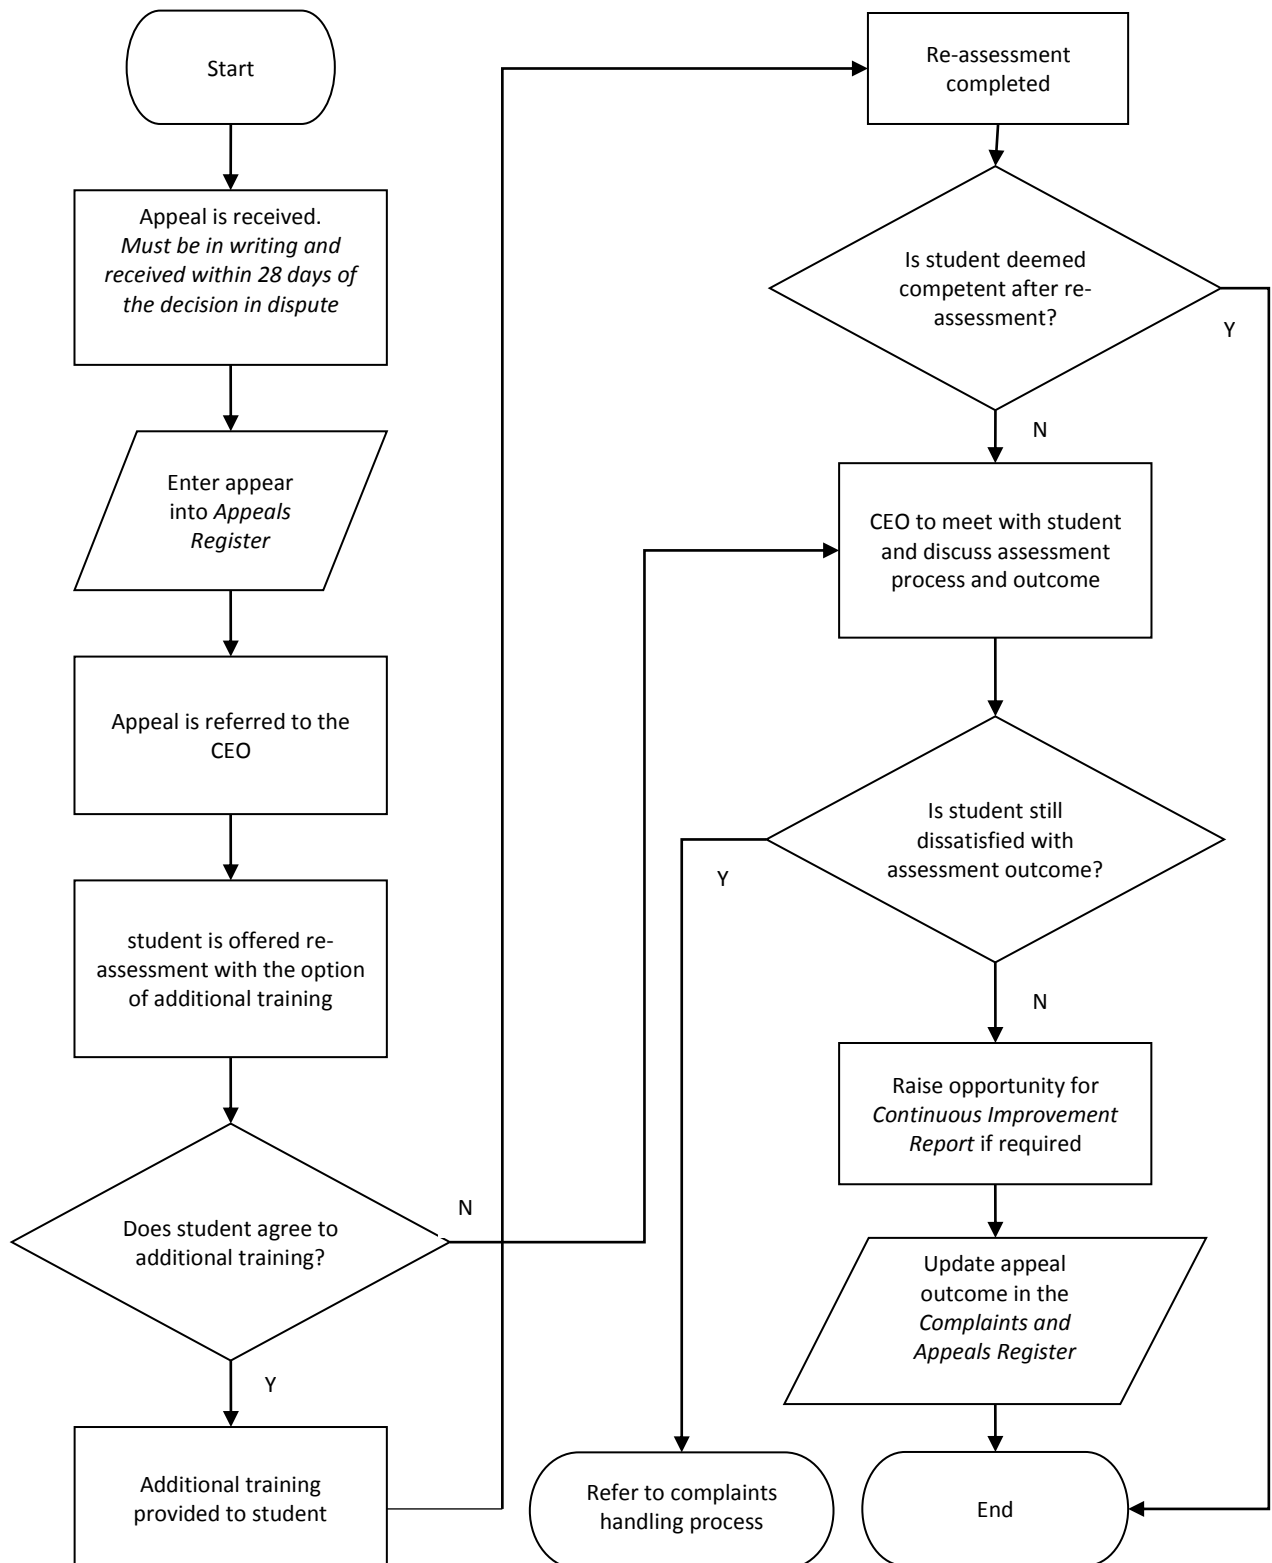 Start
Appeal is received.
Must be in writing and
received within 28 days of
the decision in dispute
Enter appear
into Appeals
Register
Appeal is referred to the
CEO
student is offered re-
assessment with the option
of additional training
Does student agree to
additional training?
N
Y
Additional training
provided to student
Re-assessment
completed
Is student deemed
competent after re-
assessment?
Y
N
CEO to meet with student
and discuss assessment
process and outcome
Is student still
dissatisfied with
assessment outcome?
Y
N
Raise opportunity for
Continuous Improvement
Report if required
Update appeal
outcome in the
Complaints and
Appeals Register
Refer to complaints
handling process
End